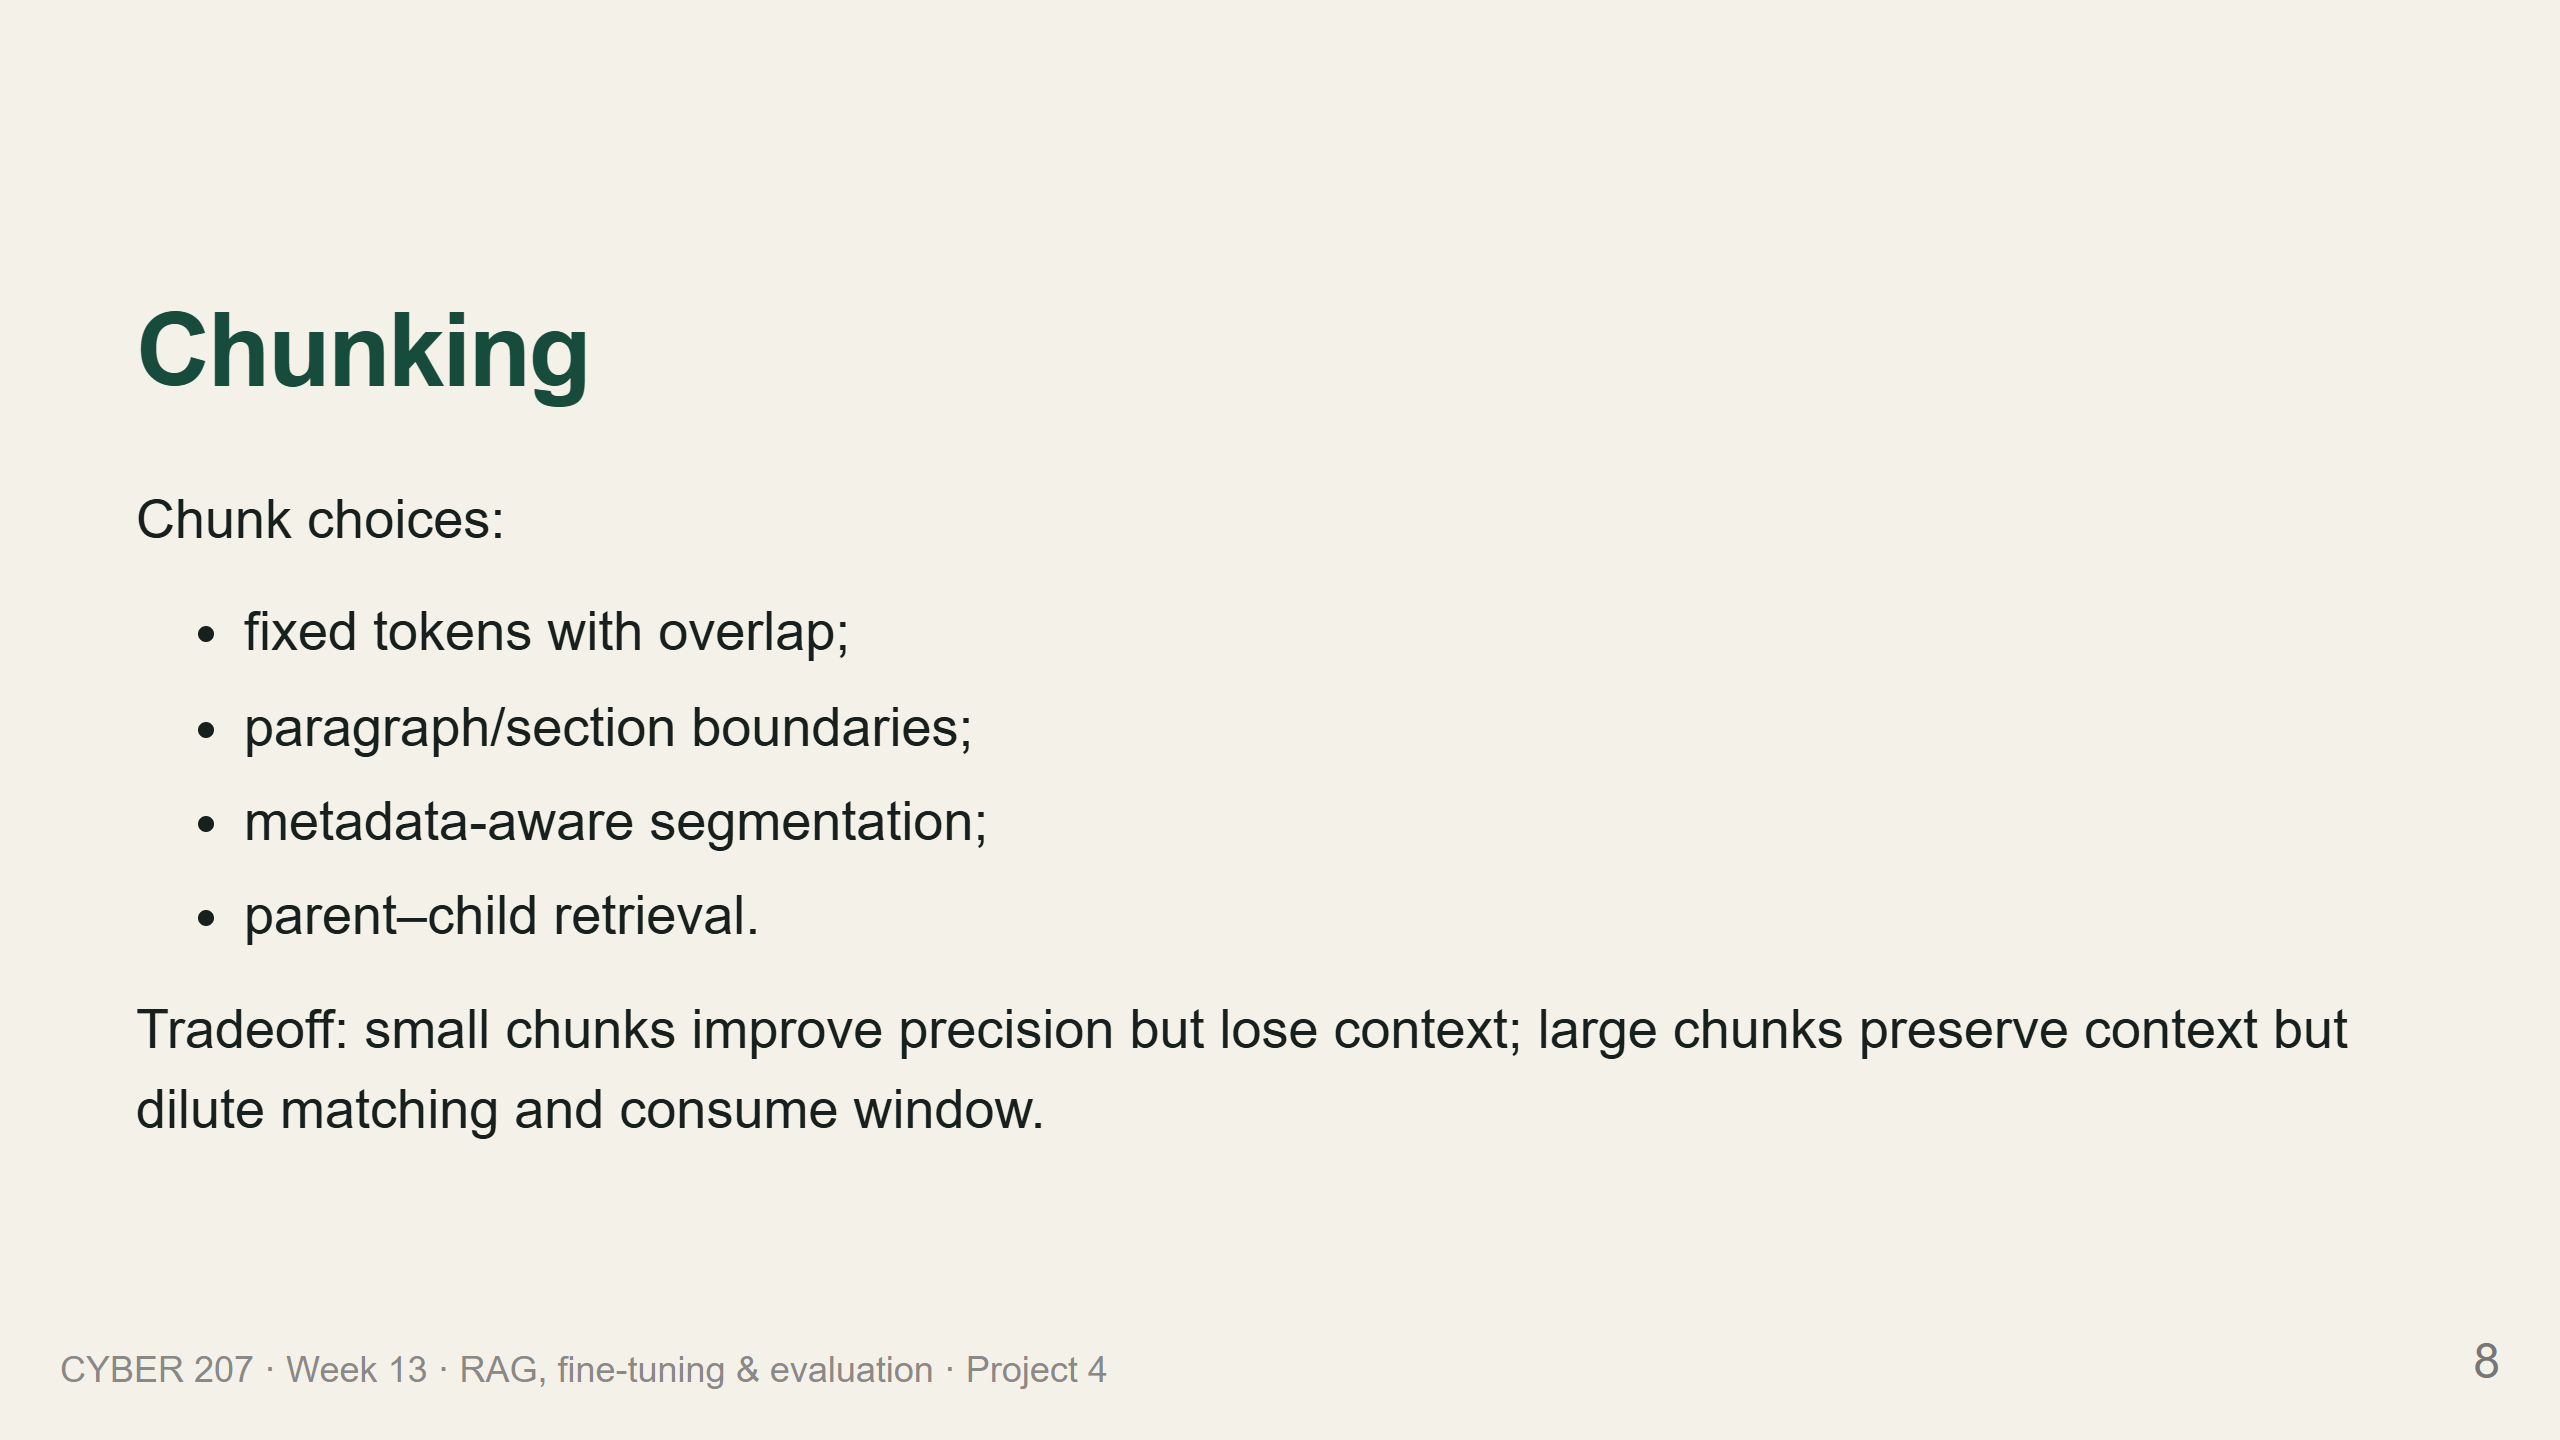 Chunking
Chunk choices:
• fixed tokens with overlap;
• paragraph/section boundaries;
• metadata-aware segmentation;
• parent–child retrieval.
Tradeoff: small chunks improve precision but lose context; large chunks preserve context but
dilute matching and consume window.
CYBER 207 · Week 13 · RAG, fine-tuning & evaluation · Project 4
8